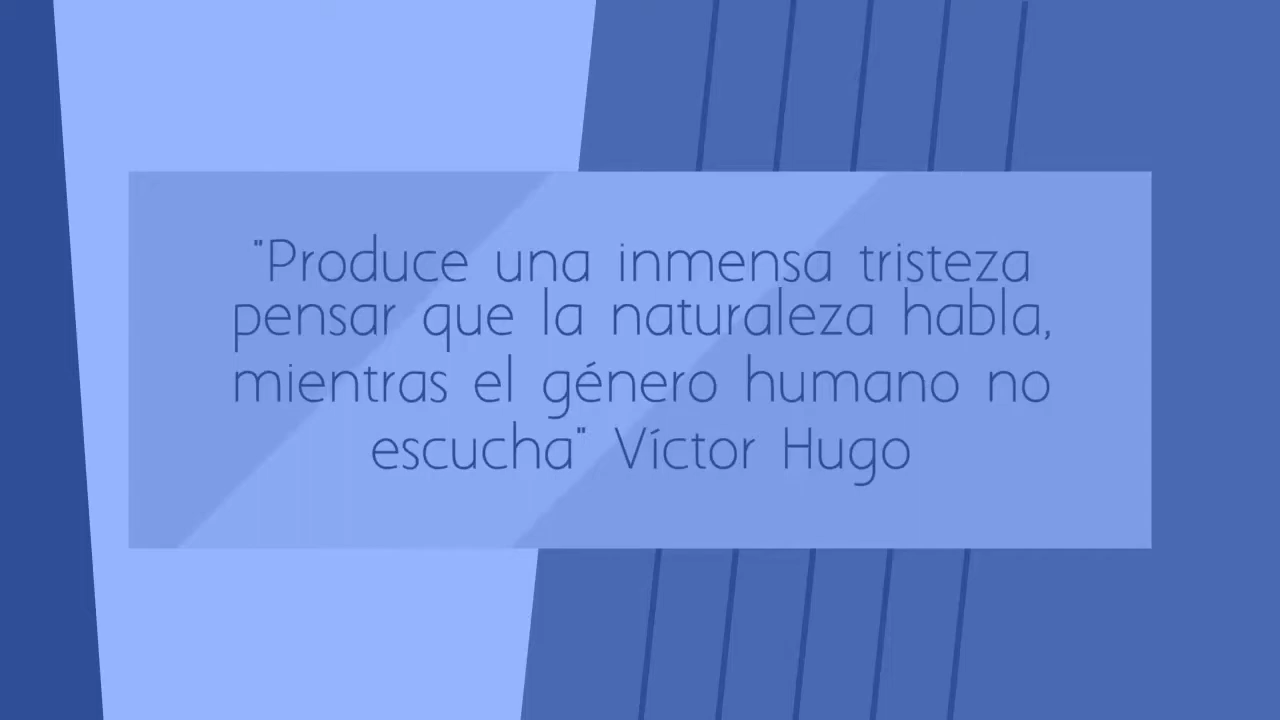 "Produce una inmensa tristeza
pensar que la naturaleza habla,
mientras el género humano no
escucha" Víctor Hugo